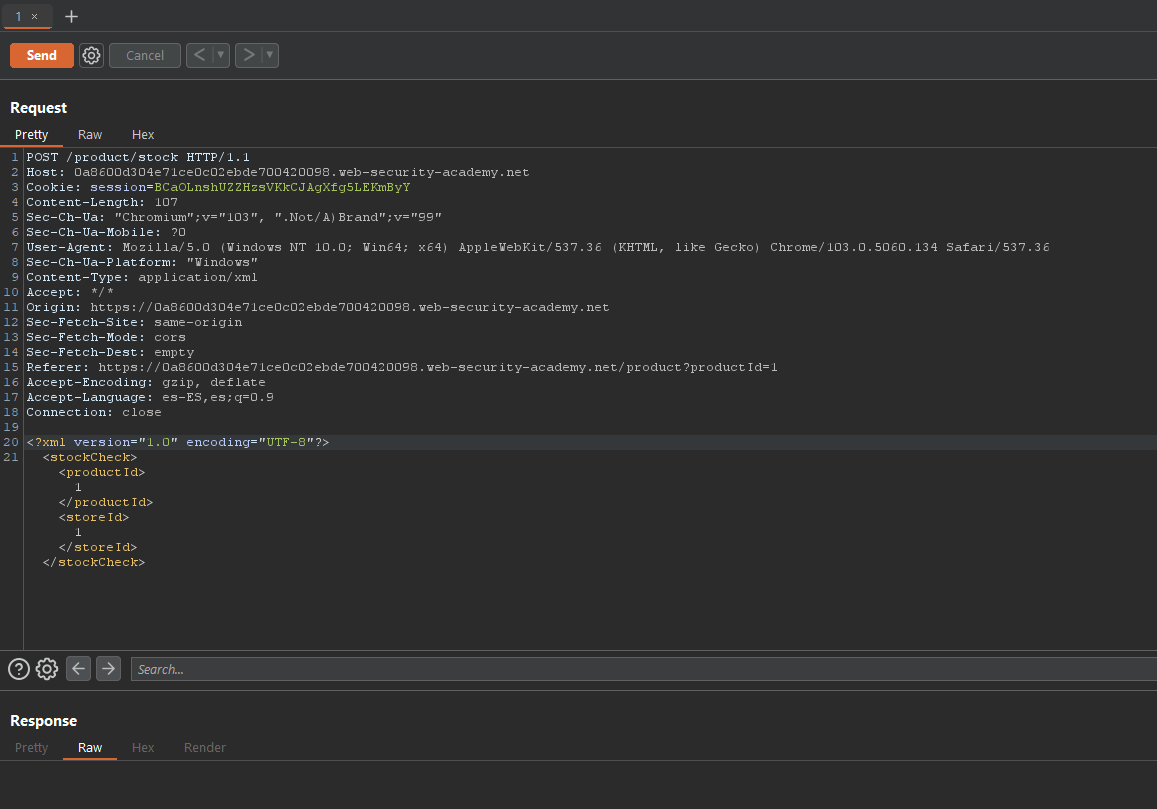 1 ×
+
Send Cancel < ▼ > ▼
Request
Pretty Raw Hex
1 POST /product/stock HTTP/1.1
2 Host: 0a8600d304e71ce0c02ebde700420098.web-security-academy.net
3 Cookie: session=BCaOLnshUZZHzsVKkCJAgXfg5LEKmByY
4 Content-Length: 107
5 Sec-Ch-Ua: "Chromium";v="103", ".Not/A)Brand";v="99"
6 Sec-Ch-Ua-Mobile: ?0
7 User-Agent: Mozilla/5.0 (Windows NT 10.0; Win64; x64) AppleWebKit/537.36 (KHTML, like Gecko) Chrome/103.0.5060.134 Safari/537.36
8 Sec-Ch-Ua-Platform: "Windows"
9 Content-Type: application/xml
10 Accept: */*
11 Origin: https://0a8600d304e71ce0c02ebde700420098.web-security-academy.net
12 Sec-Fetch-Site: same-origin
13 Sec-Fetch-Mode: cors
14 Sec-Fetch-Dest: empty
15 Referer: https://0a8600d304e71ce0c02ebde700420098.web-security-academy.net/product?productId=1
16 Accept-Encoding: gzip, deflate
17 Accept-Language: es-ES,es;q=0.9
18 Connection: close
19
20 <?xml version="1.0" encoding="UTF-8"?>
21 <stockCheck>
<productId>
1
</productId>
<storeId>
1
</storeId>
</stockCheck>
? Search...
Response
Pretty Raw Hex Render